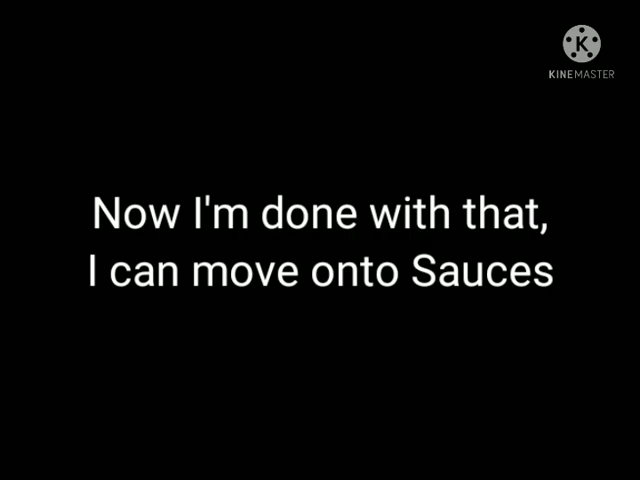 K
KINEMASTER
Now I'm done with that,
I can move onto Sauces